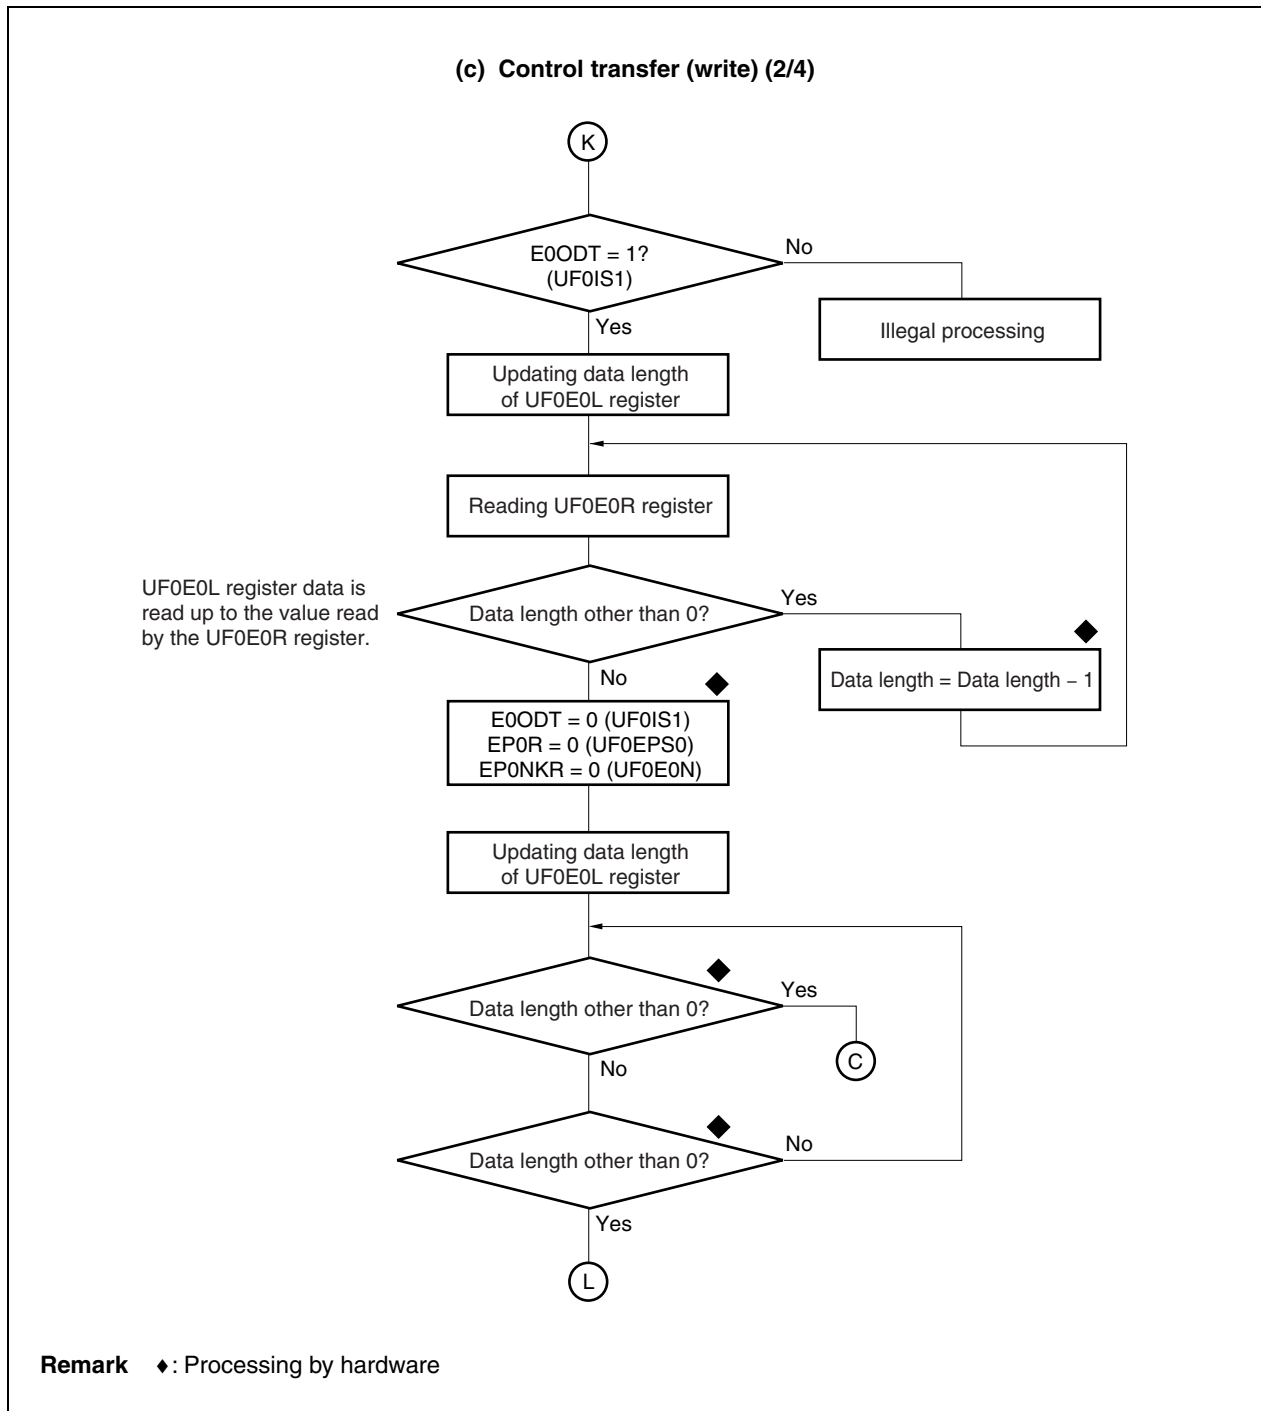 (c) Control transfer (write) (2/4)
K
E0ODT = 1?
(UF0IS1)
No
Illegal processing
Yes
Updating data length
of UF0E0L register
Reading UF0E0R register
UF0E0L register data is
read up to the value read
by the UF0E0R register.
Data length other than 0?
Yes
Data length = Data length − 1
No
E0ODT = 0 (UF0IS1)
EP0R = 0 (UF0EPS0)
EP0NKR = 0 (UF0E0N)
Updating data length
of UF0E0L register
Data length other than 0?
Yes
C
No
Data length other than 0?
No
Yes
L
Remark ♦: Processing by hardware